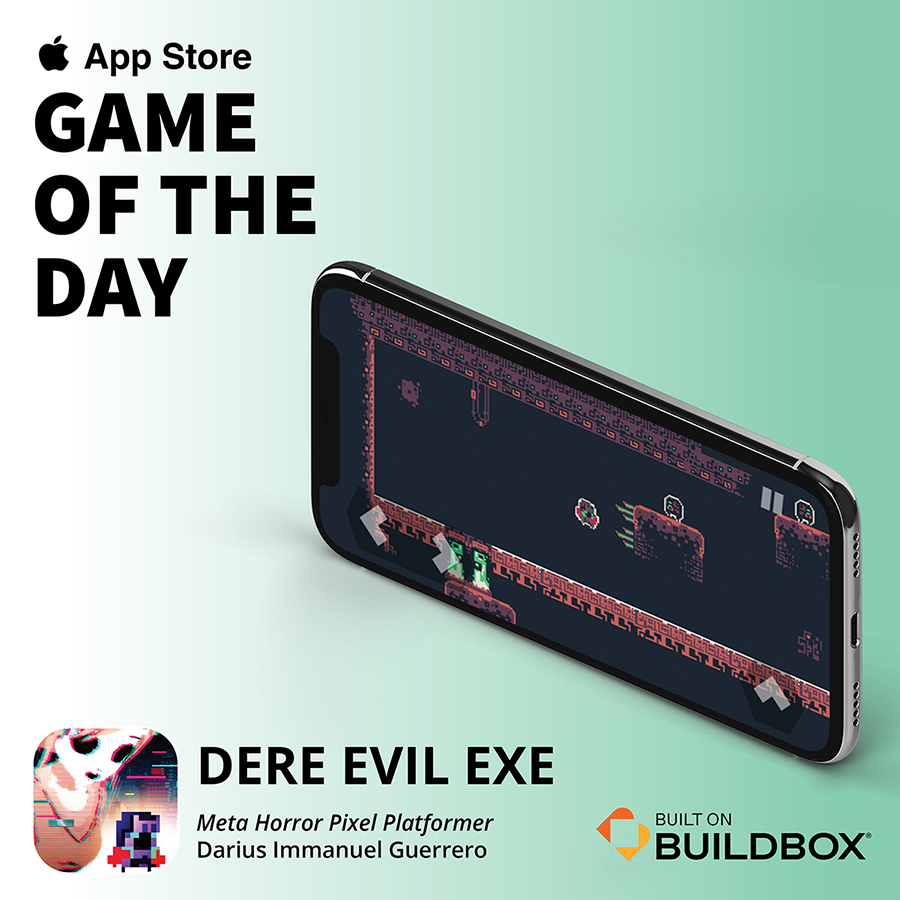 App Store
GAME
OF THE
DAY
DERE EVIL EXE
Meta Horror Pixel Platformer
Darius Immanuel Guerrero
BUILT ON
BUILDBOX®